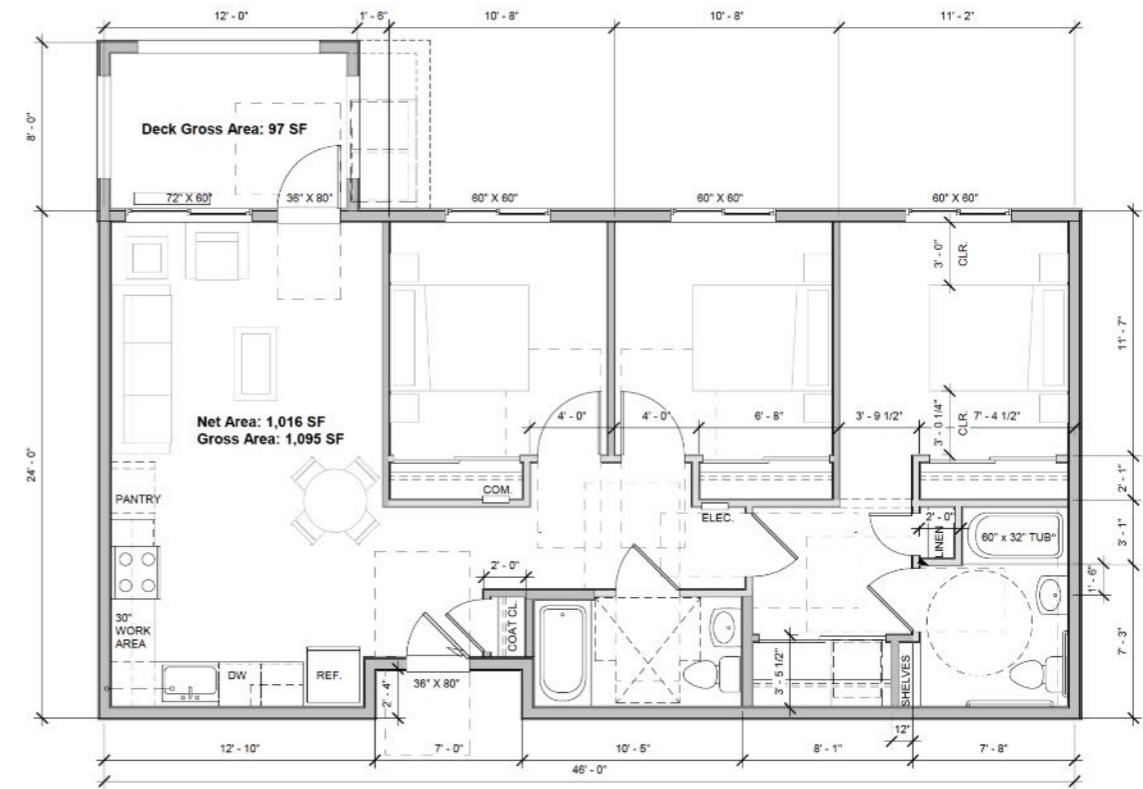 12' - 0"
1' - 6"
10' - 8"
10' - 8"
11' - 2"
8' - 0"
Deck Gross Area: 97 SF
72" X 60"
36" X 80"
60" X 60"
60" X 60"
60" X 60"
3' - 0"
CLR.
11' - 7"
Net Area: 1,016 SF
Gross Area: 1,095 SF
4' - 0"
4' - 0"
6' - 8"
3' - 9 1/2"
3' - 0 1/4"
CLR.
7' - 4 1/2"
24' - 0"
PANTRY
COM.
ELEC.
2' - 1"
2' - 0"
LINEN
60" x 32" TUB
3' - 1"
2' - 0"
1' - 6"
30"
WORK
AREA
COAT CL.
DW
REF.
36" X 80"
2' - 4"
3' - 5 1/2"
SHELVES
7' - 3"
12"
12' - 10"
7' - 0"
10' - 5"
8' - 1"
7' - 8"
46' - 0"